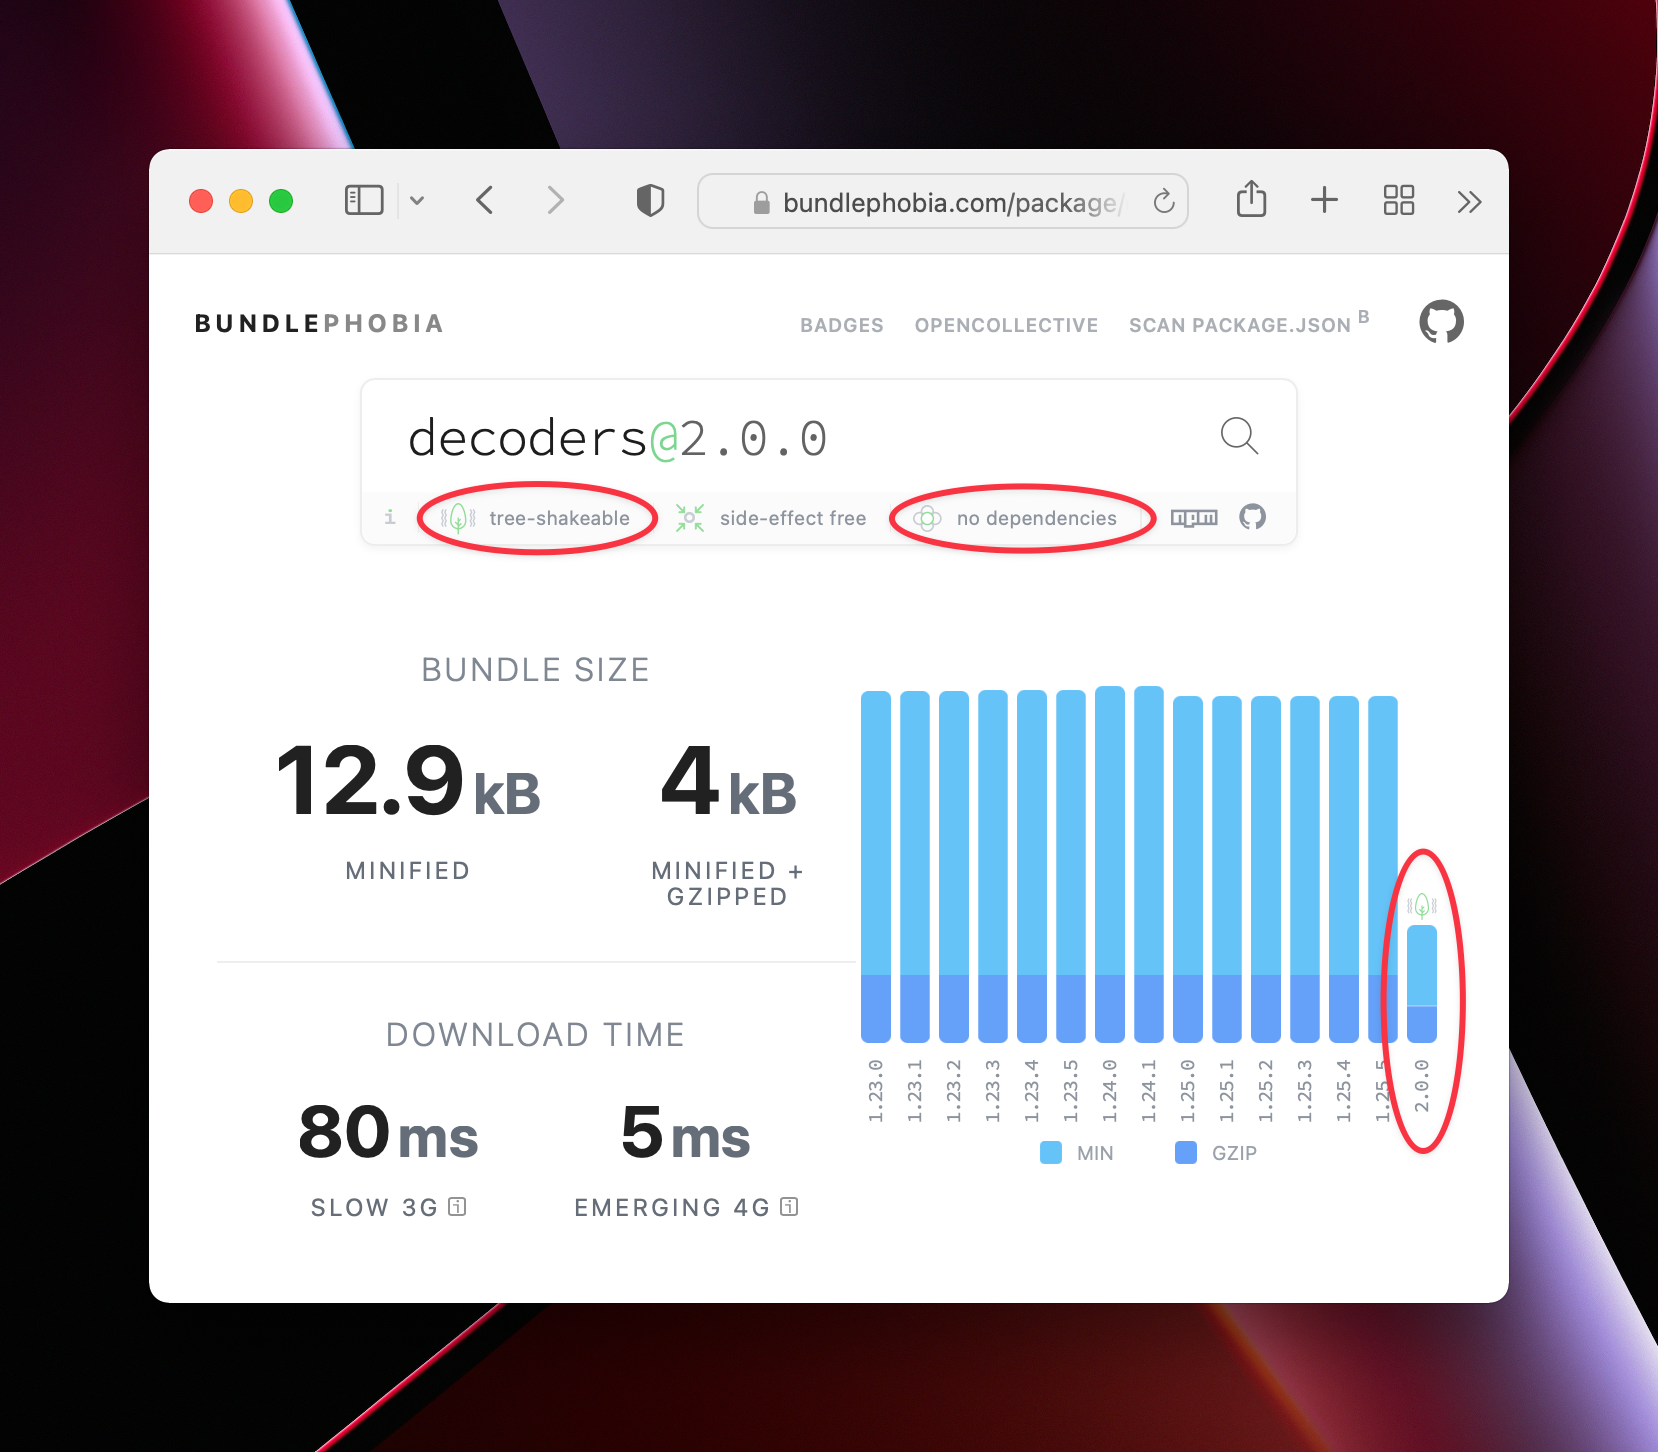 bundlephobia.com/package/
BUNDLEPHOBIA
BADGES
OPENCOLLECTIVE
SCAN PACKAGE.JSON B
decoders@2.0.0
i
tree-shakeable
side-effect free
no dependencies
npm
BUNDLE SIZE
12.9 kB
MINIFIED
4 kB
MINIFIED +
GZIPPED
DOWNLOAD TIME
80 ms
SLOW 3G i
5 ms
EMERGING 4G i
1.23.0
1.23.1
1.23.2
1.23.3
1.23.4
1.23.5
1.24.0
1.24.1
1.25.0
1.25.1
1.25.2
1.25.3
1.25.4
1.25.5
2.0.0
MIN
GZIP